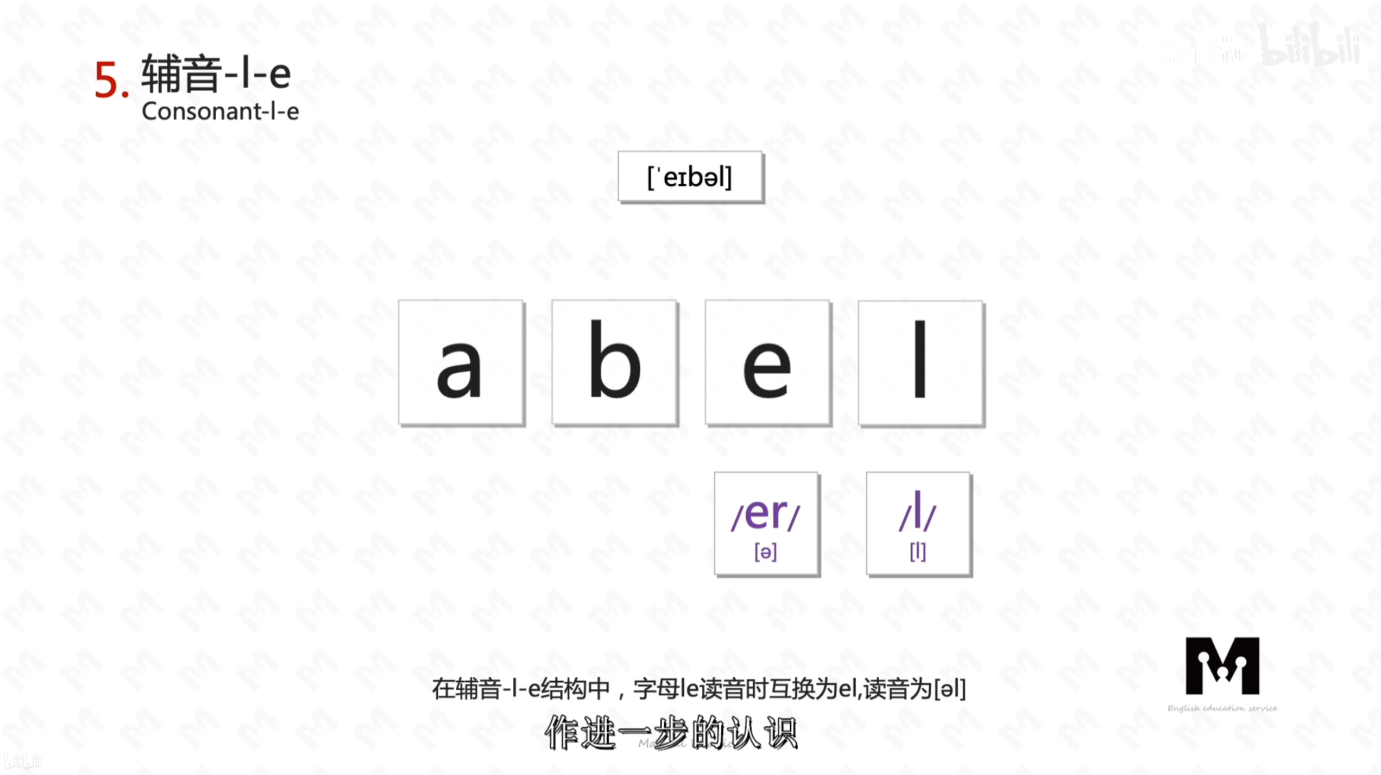 5. 辅音-l-e
Consonant-l-e
bilibili
[ˈeɪbəl]
a b e l
/er/ /l/
[ə] [l]
在辅音-l-e结构中，字母le读音时互换为el,读音为[əl]
作进一步的认识
English education service
bilibili